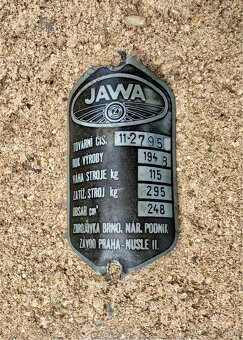 JAWA
Z
TOVÁRNÍ ČÍS. 11-2795
ROK VÝROBY 1948
VÁHA STROJE kg 115
ZATÍŽ. STROJ kg 295
OBSAH cm³ 248
ZBROJOVKA BRNO, NÁR. PODNIK
ZÁVOD PRAHA-NUSLE II.